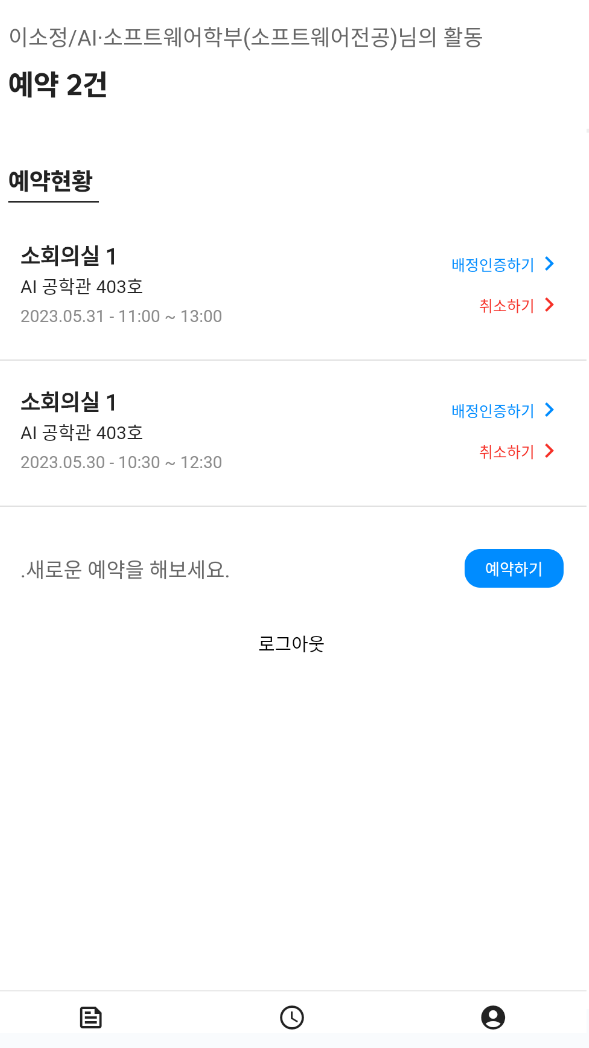 이소정/AI·소프트웨어학부(소프트웨어전공)님의 활동
예약 2건
예약현황
소회의실 1
AI 공학관 403호
2023.05.31 - 11:00 ~ 13:00
배정인증하기
취소하기
소회의실 1
AI 공학관 403호
2023.05.30 - 10:30 ~ 12:30
배정인증하기
취소하기
.새로운 예약을 해보세요.
예약하기
로그아웃